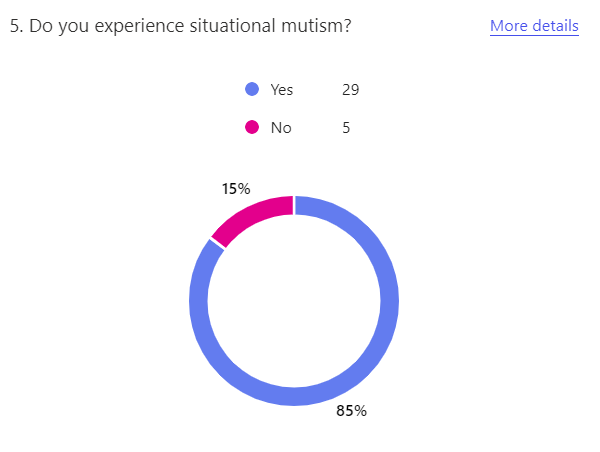 5. Do you experience situational mutism?
More details
Yes 29
No 5
15%
85%